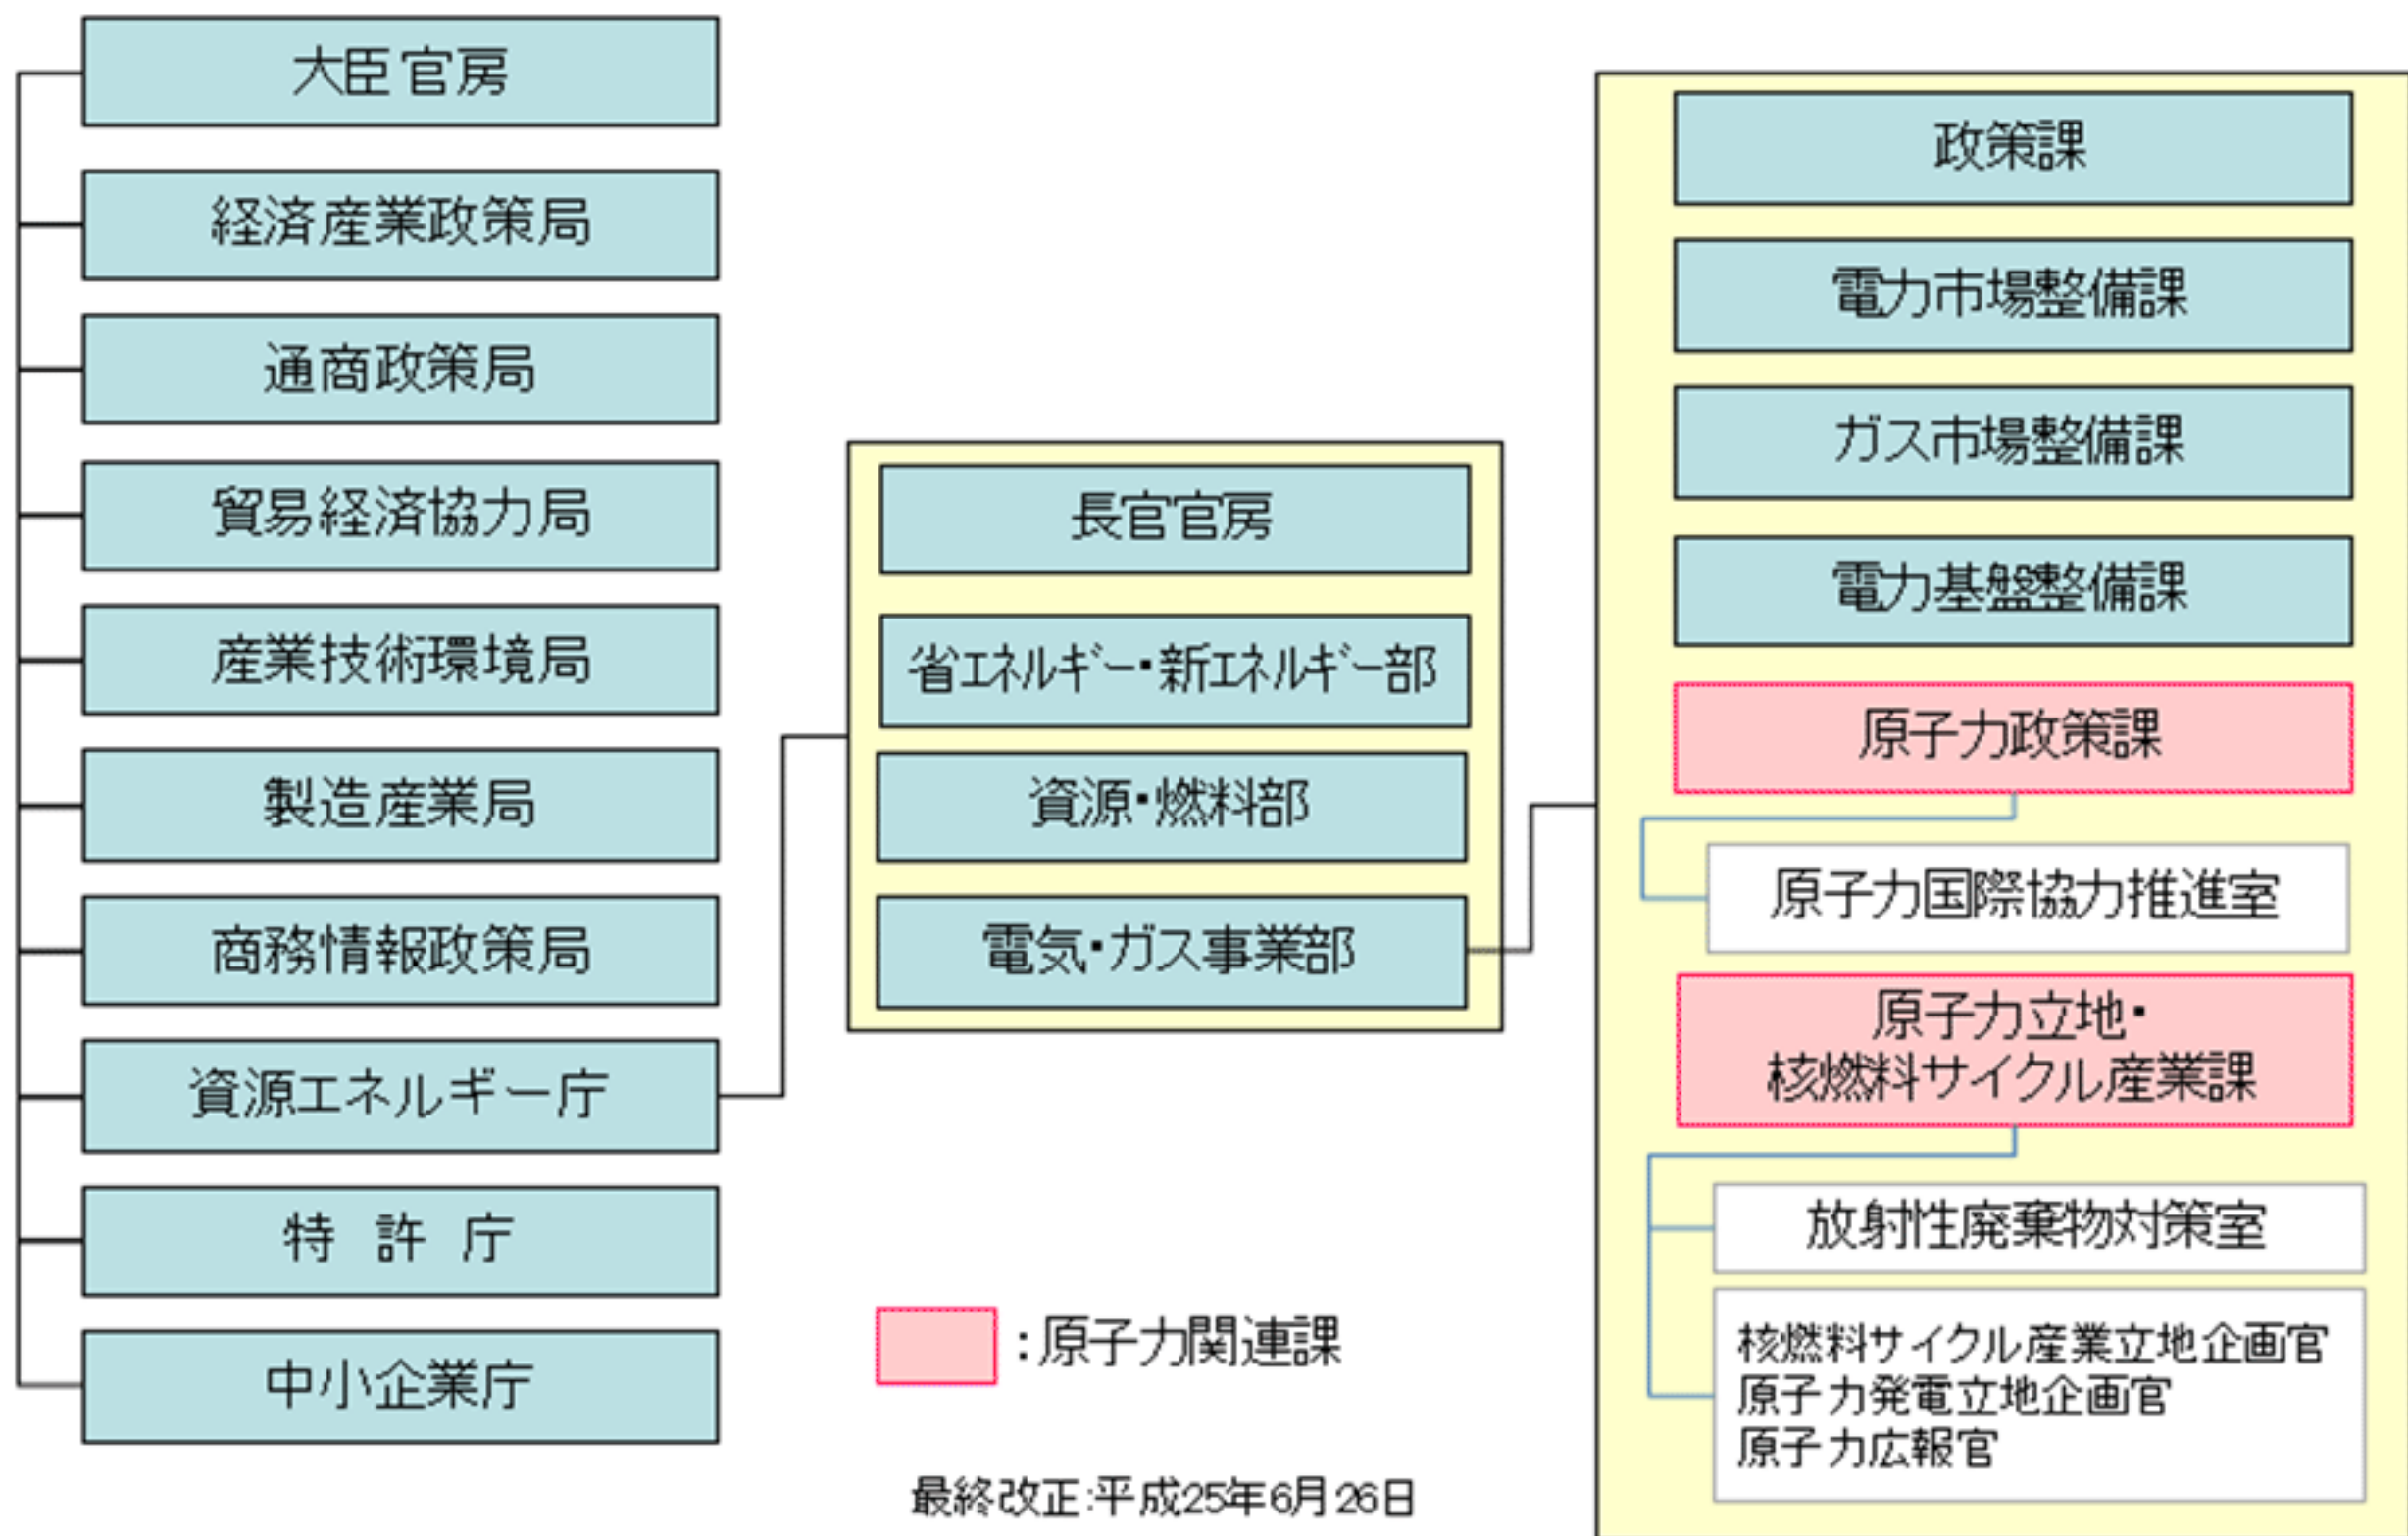 大臣官房
経済産業政策局
通商政策局
貿易経済協力局
産業技術環境局
製造産業局
商務情報政策局
資源エネルギー庁
特 許 庁
中小企業庁
長官官房
省エネルギー・新エネルギー部
資源・燃料部
電気・ガス事業部
政策課
電力市場整備課
ガス市場整備課
電力基盤整備課
原子力政策課
原子力国際協力推進室
原子力立地・
核燃料サイクル産業課
放射性廃棄物対策室
核燃料サイクル産業立地企画官
原子力発電立地企画官
原子力広報官
:原子力関連課
最終改正:平成25年6月26日